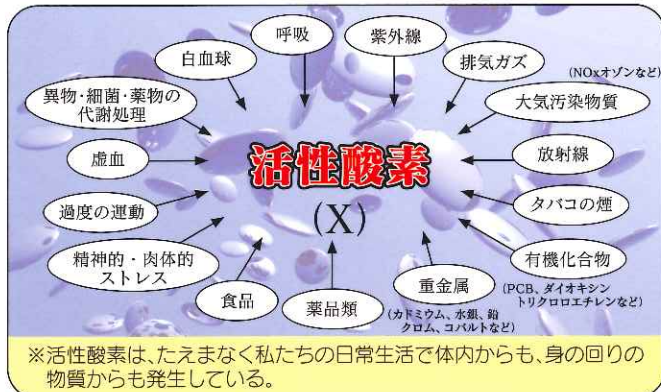 呼吸
紫外線
白血球
排気ガス
(NOxオゾンなど)
異物・細菌・薬物の
代謝処理
大気汚染物質
虚血
活性酸素
放射線
(X)
過度の運動
タバコの煙
精神的・肉体的
ストレス
有機化合物
(PCB、ダイオキシン
トリクロロエチレンなど)
食品
薬品類
重金属
(カドミウム、水銀、鉛
クロム、コバルトなど)
※活性酸素は、たえまなく私たちの日常生活で体内からも、身の回りの
物質からも発生している。